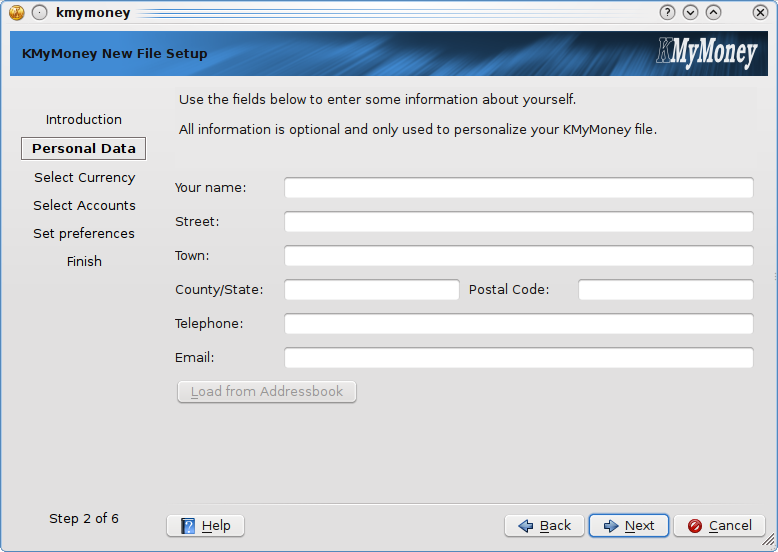 kmymoney
KMyMoney New File Setup
KMyMoney
Introduction
Personal Data
Select Currency
Select Accounts
Set preferences
Finish
Use the fields below to enter some information about yourself.
All information is optional and only used to personalize your KMyMoney file.
Your name:
Street:
Town:
County/State: Postal Code:
Telephone:
Email:
Load from Addressbook
Step 2 of 6
? Help
Back
Next
Cancel